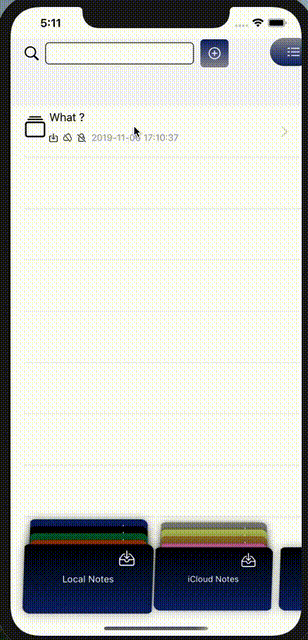 5:11
What ?
2019-11-06 17:10:37
Local Notes
iCloud Notes